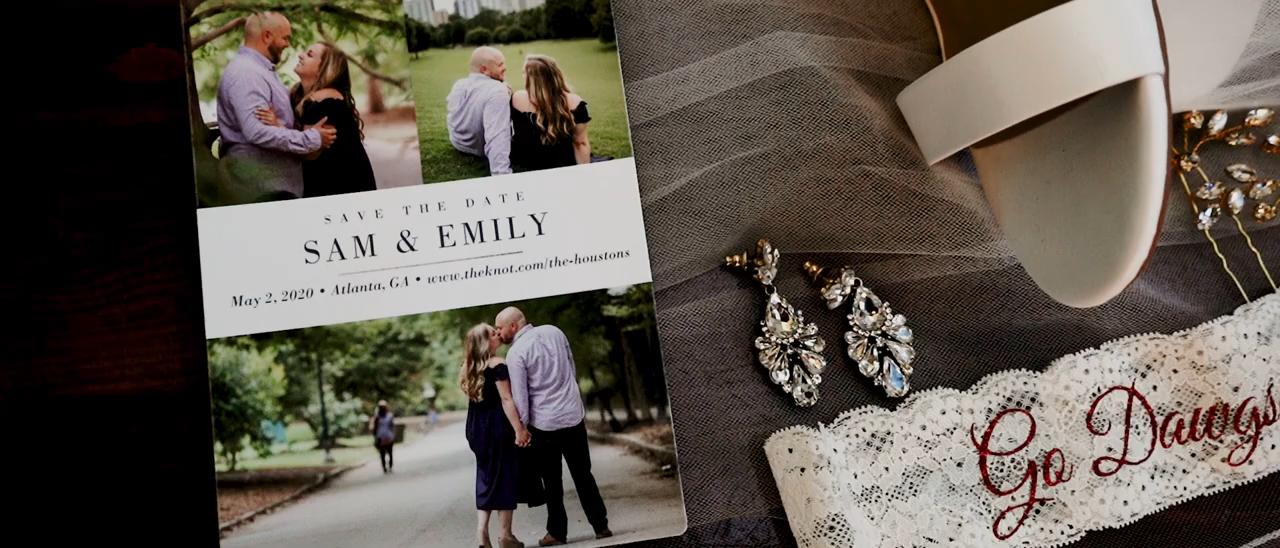 SAVE THE DATE
SAM & EMILY
May 2, 2020 • Atlanta, GA • www.theknot.com/the-houstons
Go Dawgs